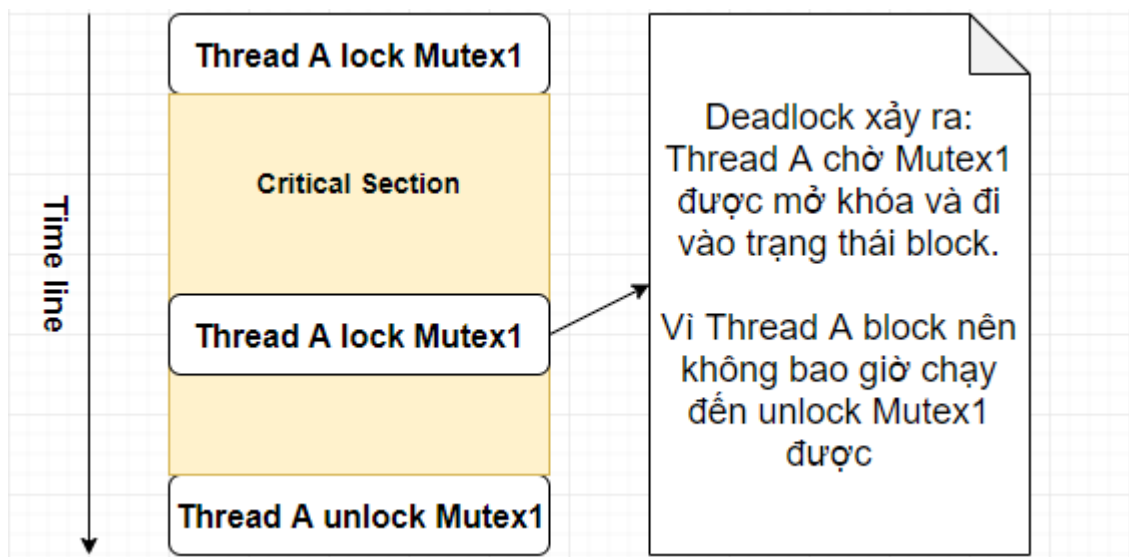 Time line
Thread A lock Mutex1
Critical Section
Thread A lock Mutex1
Thread A unlock Mutex1
Deadlock xảy ra:
Thread A chờ Mutex1
được mở khóa và đi
vào trạng thái block.
Vì Thread A block nên
không bao giờ chạy
đến unlock Mutex1
được